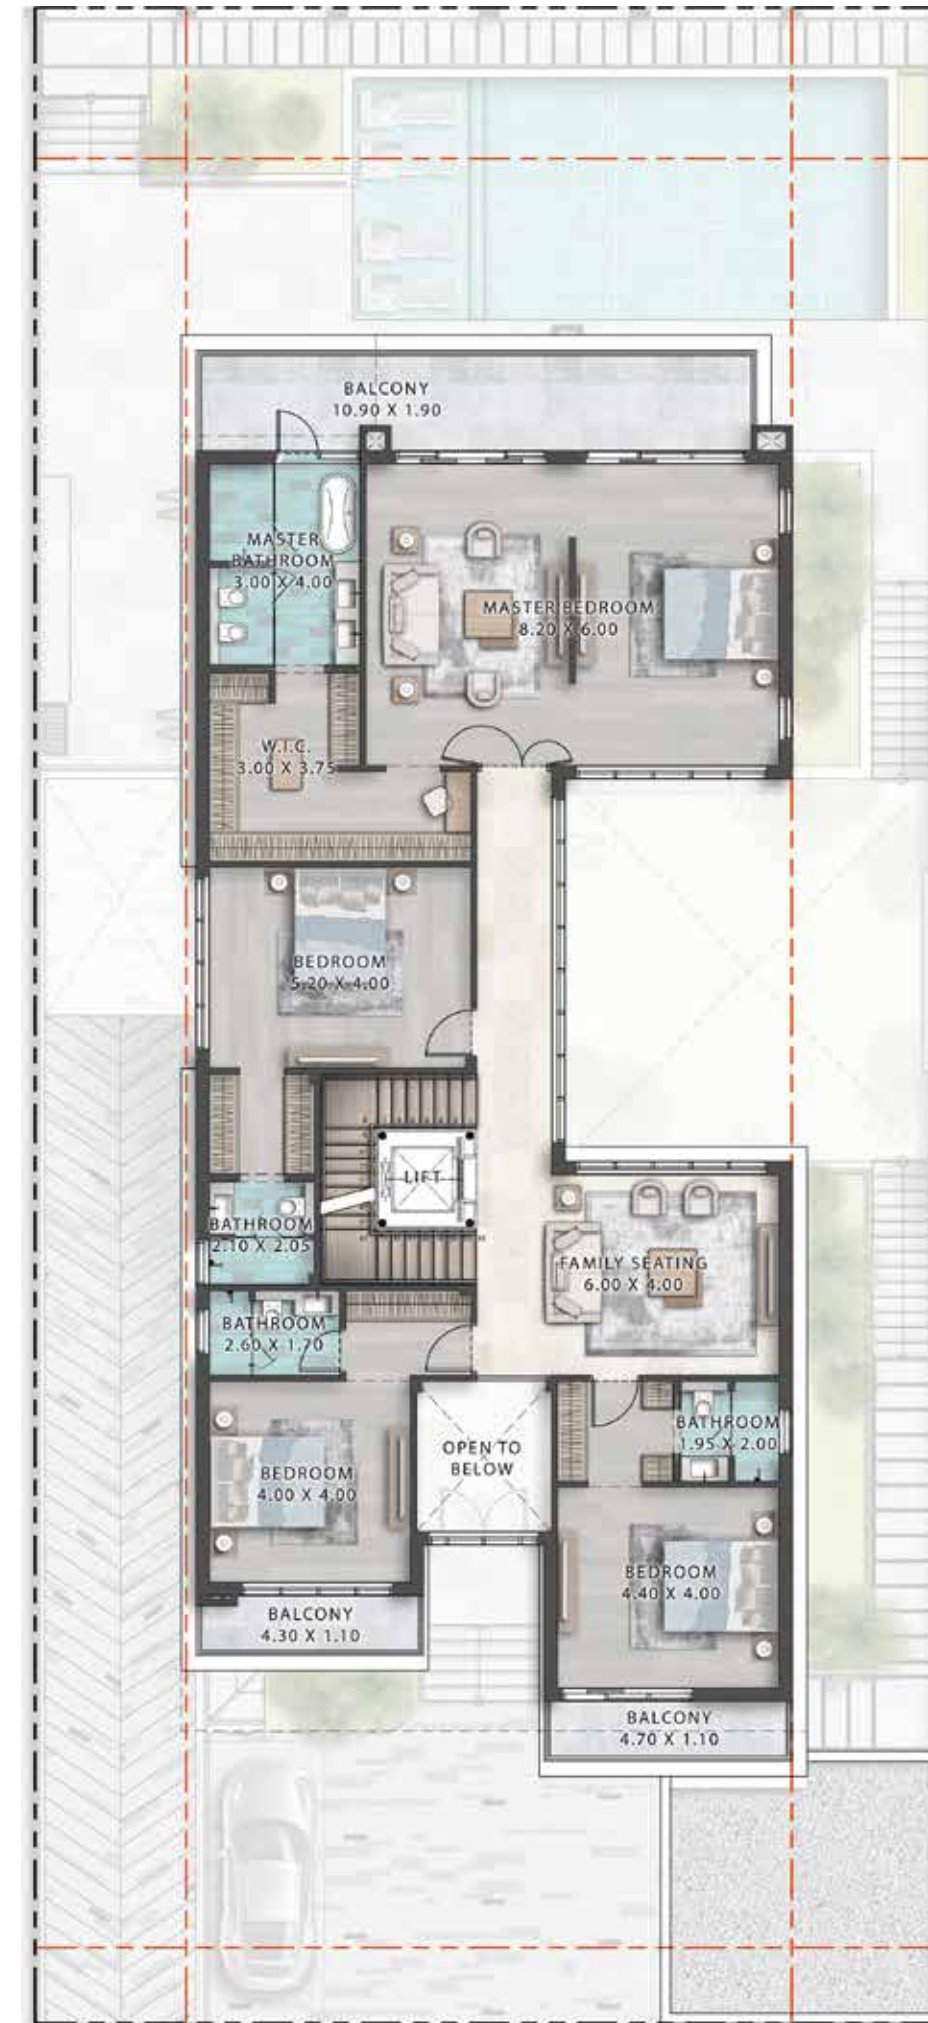 BALCONY
10.90 X 1.90
MASTER
BATHROOM
3.00 X 4.00
MASTER BEDROOM
8.20 X 6.00
W.I.C.
3.00 X 3.75
BEDROOM
5.20 X 4.00
LIFT
BATHROOM
2.10 X 2.05
FAMILY SEATING
6.00 X 4.00
BATHROOM
2.60 X 1.70
BATHROOM
1.95 X 2.00
OPEN TO
BELOW
BEDROOM
4.00 X 4.00
BEDROOM
4.40 X 4.00
BALCONY
4.30 X 1.10
BALCONY
4.70 X 1.10